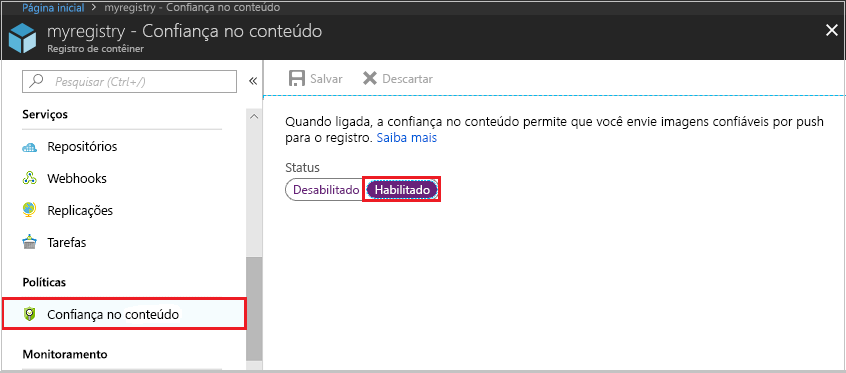 Página inicial > myregistry - Confiança no conteúdo
myregistry - Confiança no conteúdo
Registro de contêiner
Pesquisar (Ctrl+/)
Salvar
Descartar
Serviços
Repositórios
Webhooks
Replicações
Tarefas
Políticas
Confiança no conteúdo
Monitoramento
Quando ligada, a confiança no conteúdo permite que você envie imagens confiáveis por push
para o registro. Saiba mais
Status
Desabilitado
Habilitado